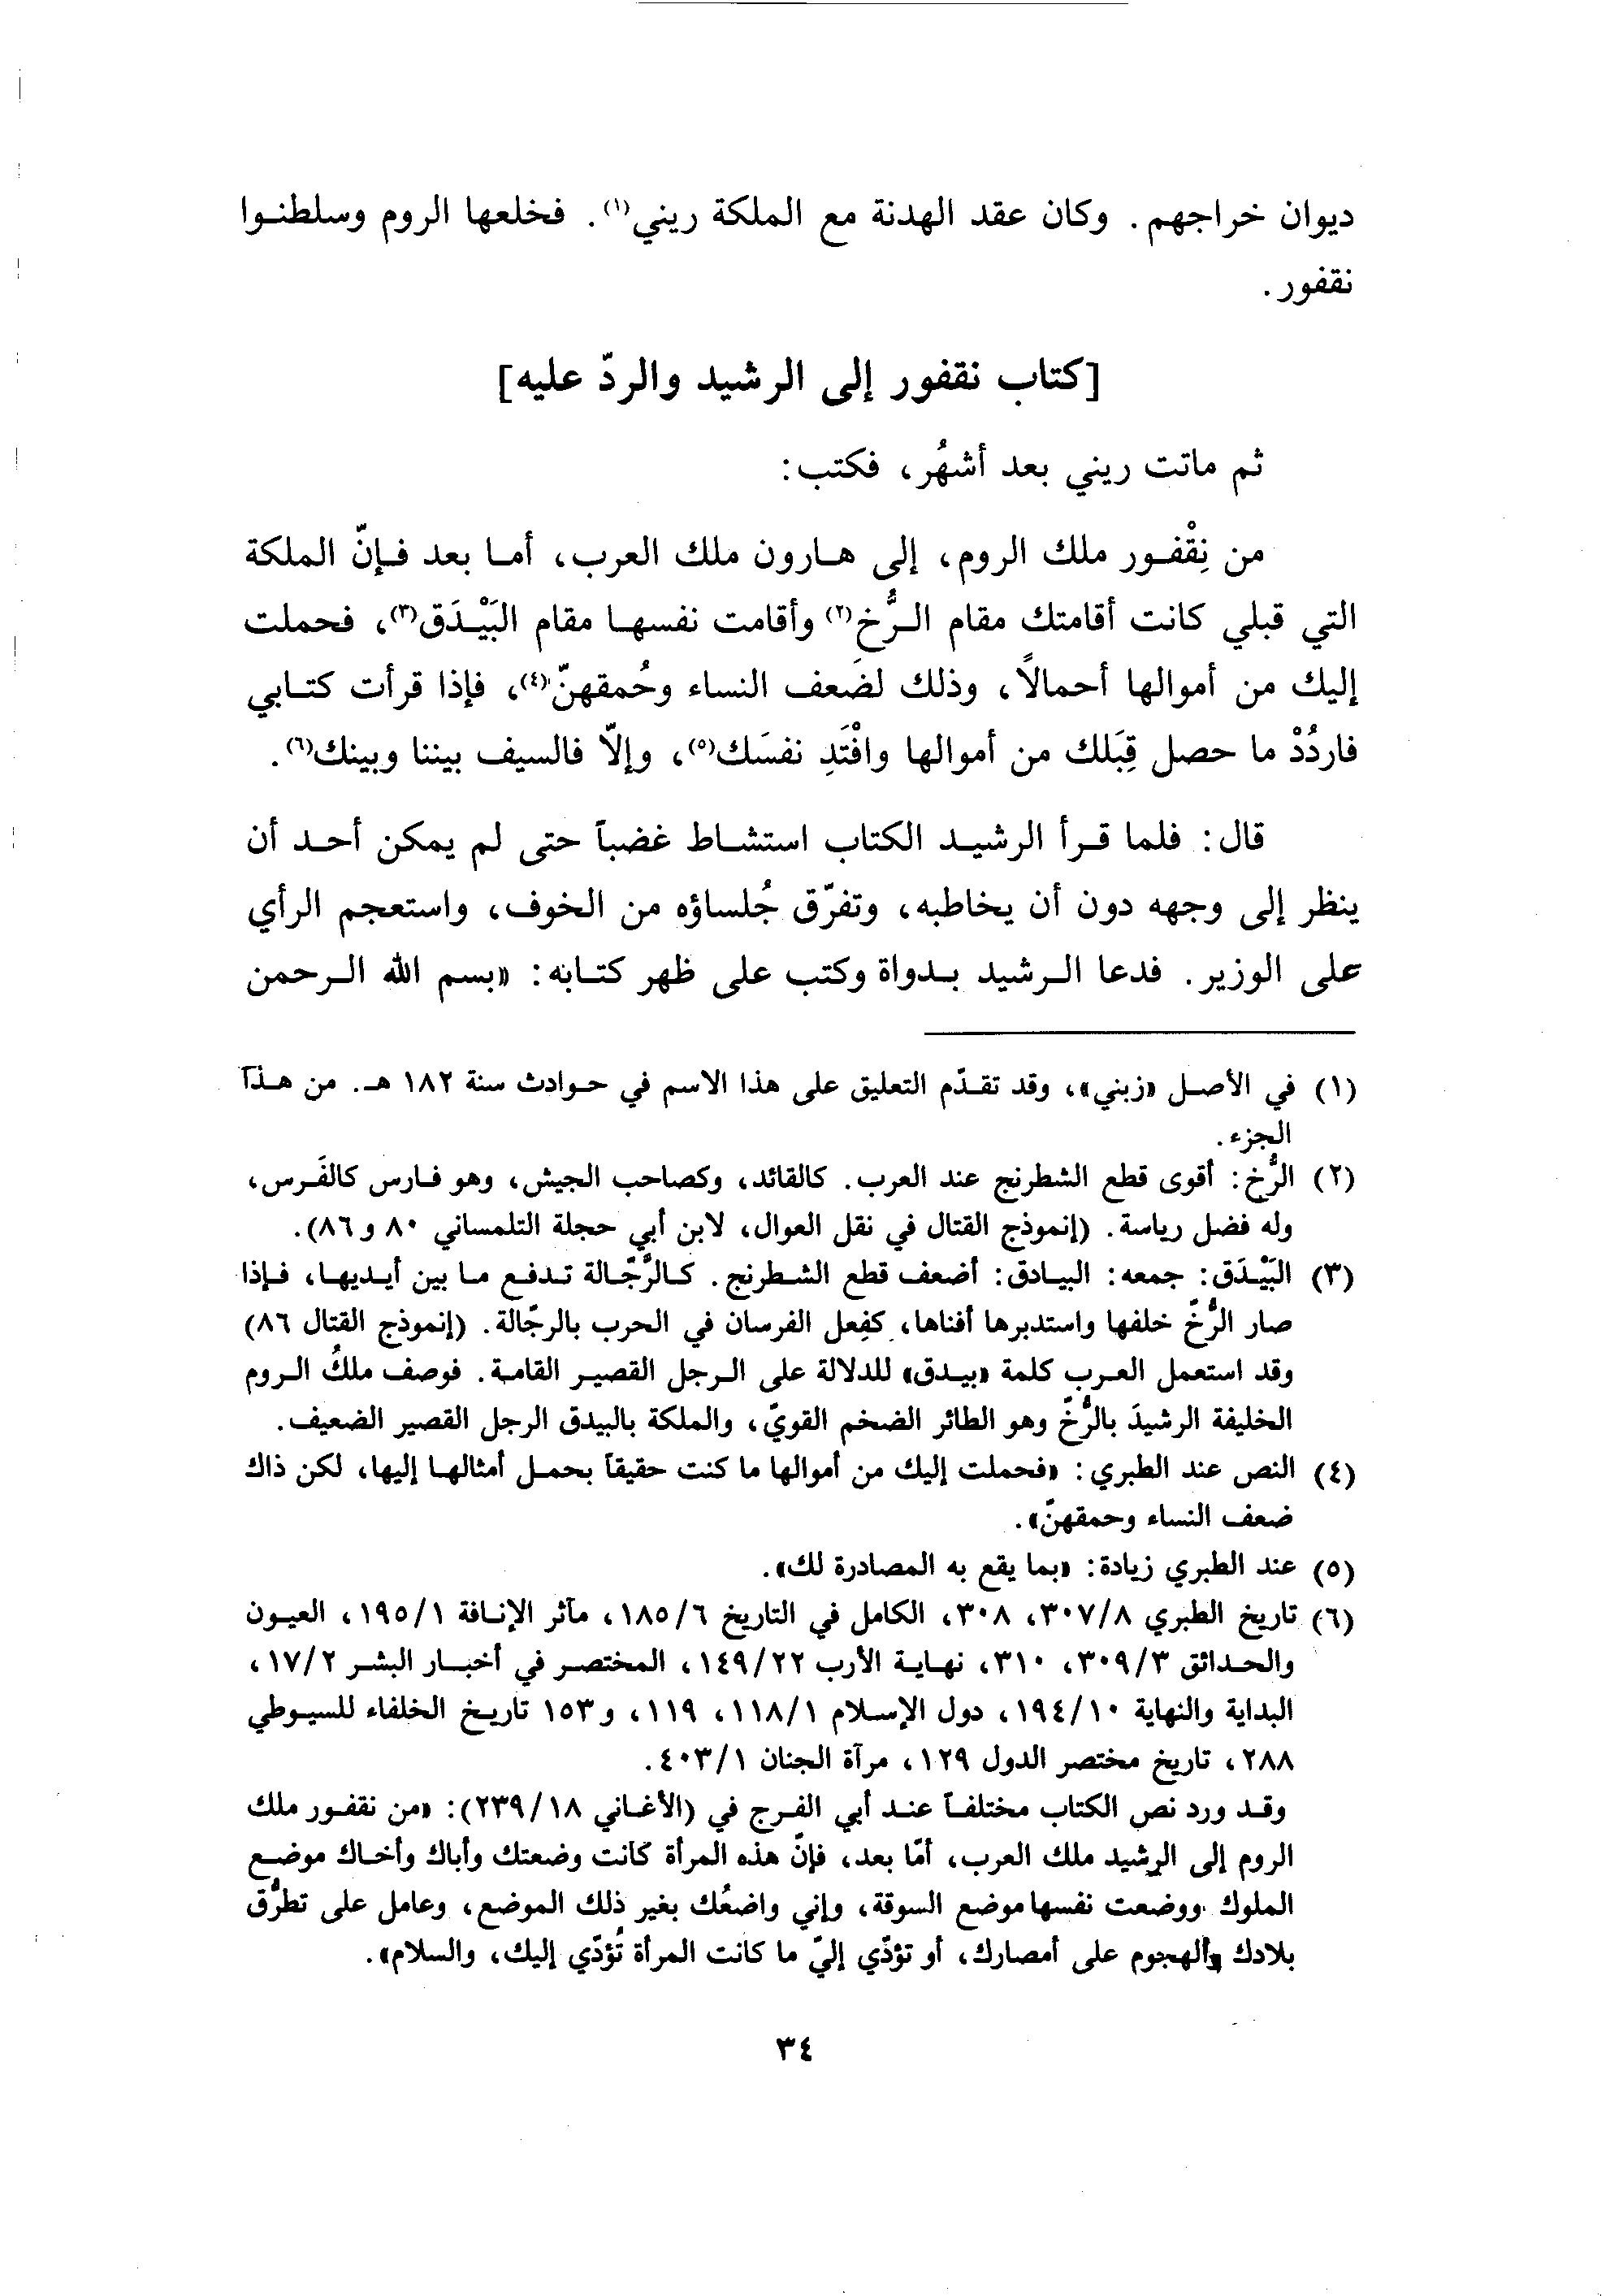 ديوان خراجهم. وكان عقد الهدنة مع الملكة ريني(١). فخلعها الروم وسلطنوا
نقفور.
[كتاب نقفور إلى الرشيد والردّ عليه]
ثم ماتت ريني بعد أشهُر، فكتب:
من نِقْفور ملك الروم، إلى هارون ملك العرب، أما بعد فإنّ الملكة
التي قبلي كانت أقامتك مقام الرُّخ(٢) وأقامت نفسها مقام البَيْدَق(٣)، فحملت
إليك من أموالها أحمالاً، وذلك لضَعف النساء وحُمقهنّ(٤)، فإذا قرأت كتابي
فاردُدْ ما حصل قِبَلك من أموالها وافْتَدِ نفسَك(٥)، وإلّا فالسيف بيننا وبينك(٦).
قال: فلما قرأ الرشيد الكتاب استشاط غضباً حتى لم يمكن أحد أن
ينظر إلى وجهه دون أن يخاطبه، وتفرّق جُلساؤه من الخوف، واستعجم الرأي
على الوزير. فدعا الرشيد بدواة وكتب على ظهر كتابه: «بسم الله الرحمن
(١) في الأصل «زبني»، وقد تقدّم التعليق على هذا الاسم في حوادث سنة ١٨٢ هـ. من هذا
الجزء.
(٢) الرُّخ: أقوى قطع الشطرنج عند العرب. كالقائد، وكصاحب الجيش، وهو فارس كالفَرس،
وله فضل رياسة. (إنموذج القتال في نقل العوال، لابن أبي حجلة التلمساني ٨٠ و٨٦).
(٣) البَيْدَق: جمعه: البيادق: أضعف قطع الشطرنج. كالرَّجّالة تدفع ما بين أيديها، فإذا
صار الرُّخّ خلفها واستدبرها أفناها، كفِعل الفرسان في الحرب بالرجّالة. (إنموذج القتال ٨٦)
وقد استعمل العرب كلمة «بيدق» للدلالة على الرجل القصير القامة. فوصف ملكُ الروم
الخليفة الرشيدَ بالرُّخّ وهو الطائر الضخم القويّ، والملكة بالبيدق الرجل القصير الضعيف.
(٤) النص عند الطبري: «فحملت إليك من أموالها ما كنت حقيقاً بحمل أمثالها إليها، لكن ذاك
ضعف النساء وحمقهنّ».
(٥) عند الطبري زيادة: «بما يقع به المصادرة لك».
(٦) تاريخ الطبري ٣٠٧/٨، ٣٠٨، الكامل في التاريخ ١٨٥/٦، مآثر الإنافة ١٩٥/١، العيون
والحدائق ٣٠٩/٣، ٣١٠، نهاية الأرب ١٤٩/٢٢، المختصر في أخبار البشر ١٧/٢،
البداية والنهاية ١٩٤/١٠، دول الإسلام ١١٨/١، ١١٩، و١٥٣ تاريخ الخلفاء للسيوطي
٢٨٨، تاريخ مختصر الدول ١٢٩، مرآة الجنان ٤٠٣/١.
وقد ورد نص الكتاب مختلفاً عند أبي الفرج في (الأغاني ٢٣٩/١٨): «من نقفور ملك
الروم إلى الرشيد ملك العرب، أمّا بعد، فإنّ هذه المرأة كانت وضعتك وأباك وأخاك موضع
الملوك ووضعت نفسها موضع السوقة، وإني واضعُك بغير ذلك الموضع، وعامل على تطرُّق
بلادك والهجوم على أمصارك، أو تؤدّي إليّ ما كانت المرأة تُؤدّي إليك، والسلام».
٣٤